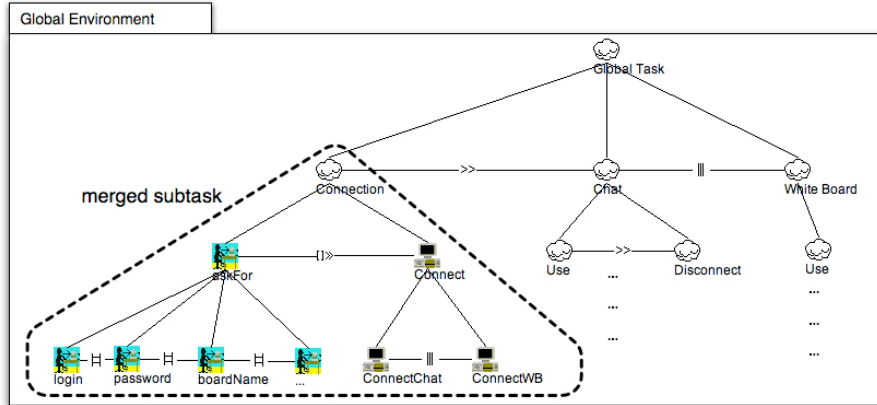 Global Environment
Global Task
merged subtask
Connection
>>
Chat
|||
White Board
askFor
[]»
Connect
Use
>>
Disconnect
Use
...
...
...
...
...
...
login
|=|
password
|=|
boardName
|=|
...
ConnectChat
|||
ConnectWB